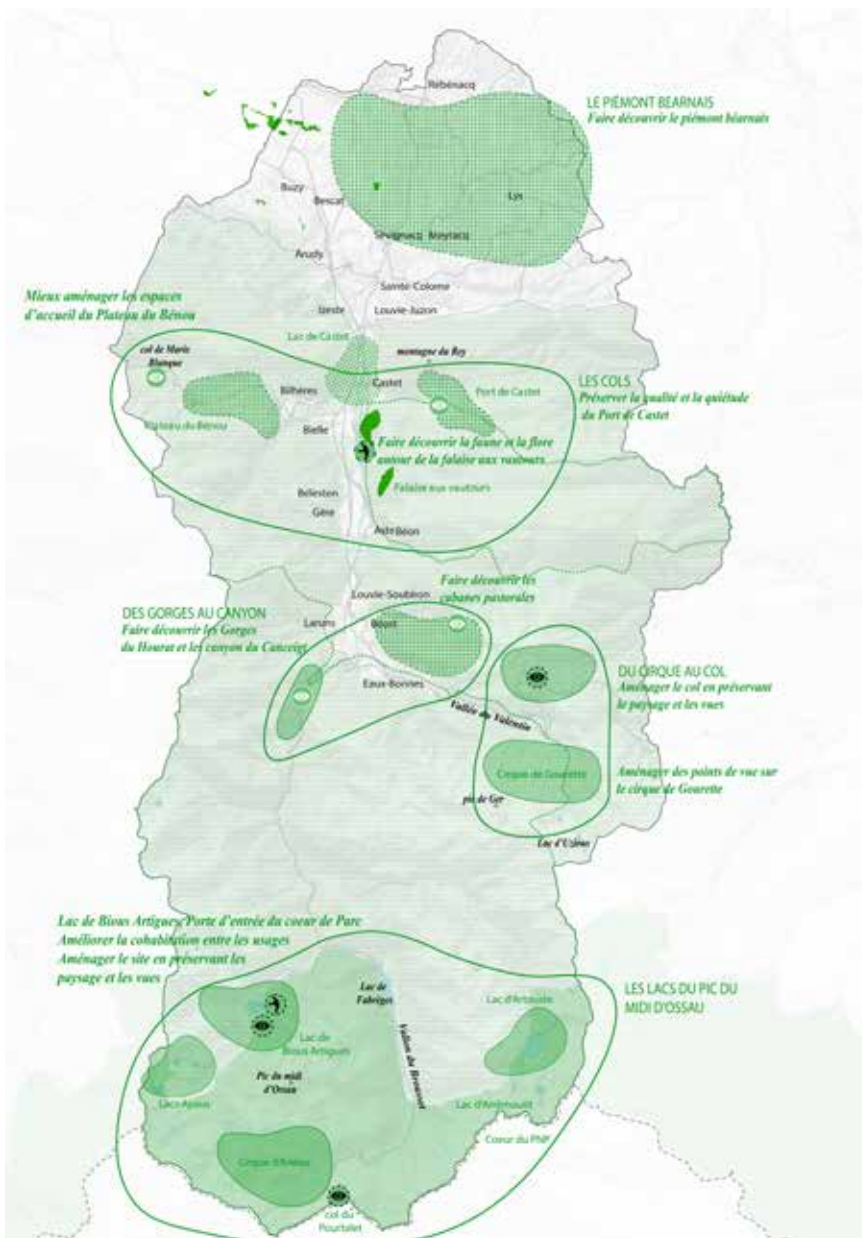 Rébénacq
LE PIÉMONT BÉARNAIS
Faire découvrir le piémont béarnais
Buzy
Bescat
Lys
Sévignacq Meyracq
Arudy
Sainte-Colome
Mieux aménager les espaces
d'accueil du Plateau du Bénou
Izeste
Louvie-Juzon
Lac de Castet
col de Marie
Blanque
montagne du Rey
Bilhères
Castet
Port de Castet
LES COLS
Préserver la qualité et la quiétude
du Port de Castet
Plateau du Bénou
Bielle
Faire découvrir la faune et la flore
autour de la falaise aux vautours
Falaise aux vautours
Bélesten
Gère
Aste Béon
Faire découvrir les
cabanes pastorales
Louvie-Soubiron
DES GORGES AU CANYON
Faire découvrir les Gorges
du Hourat et les canyon du Canceigt
Laruns
Béost
Eaux-Bonnes
DU CIRQUE AU COL
Aménager le col en préservant
le paysage et les vues
Vallée du Valentin
Cirque de Gourette
Aménager des points de vue sur
le cirque de Gourette
pic de Ger
Lac d'Uzious
Lac de Bious Artigues, Porte d'entrée du coeur de Parc
Améliorer la cohabitation entre les usages
Aménager le site en préservant les
paysage et les vues
LES LACS DU PIC DU
MIDI D'OSSAU
Lac de
Fabrèges
Lac d'Artouste
Lac de
Bious Artigues
Vallon du Brousset
Pic du midi
d'Ossau
Lacs Ayous
Lac d'Arrémoulit
Coeur du PNP
Cirque d'Anéou
col du
Pourtalet